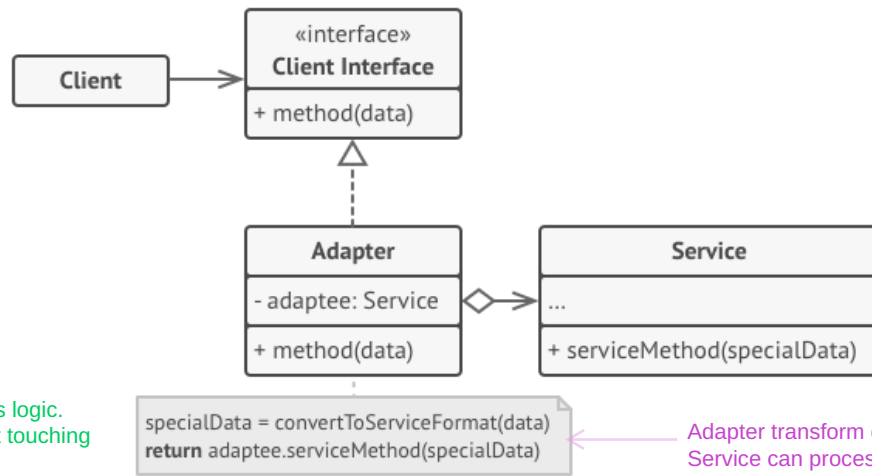 «interface»
Client Interface
Client
+ method(data)
Adapter
Service
- adaptee: Service
...
+ method(data)
+ serviceMethod(specialData)
s logic.
touching
specialData = convertToServiceFormat(data)
return adaptee.serviceMethod(specialData)
Adapter transform
Service can proces